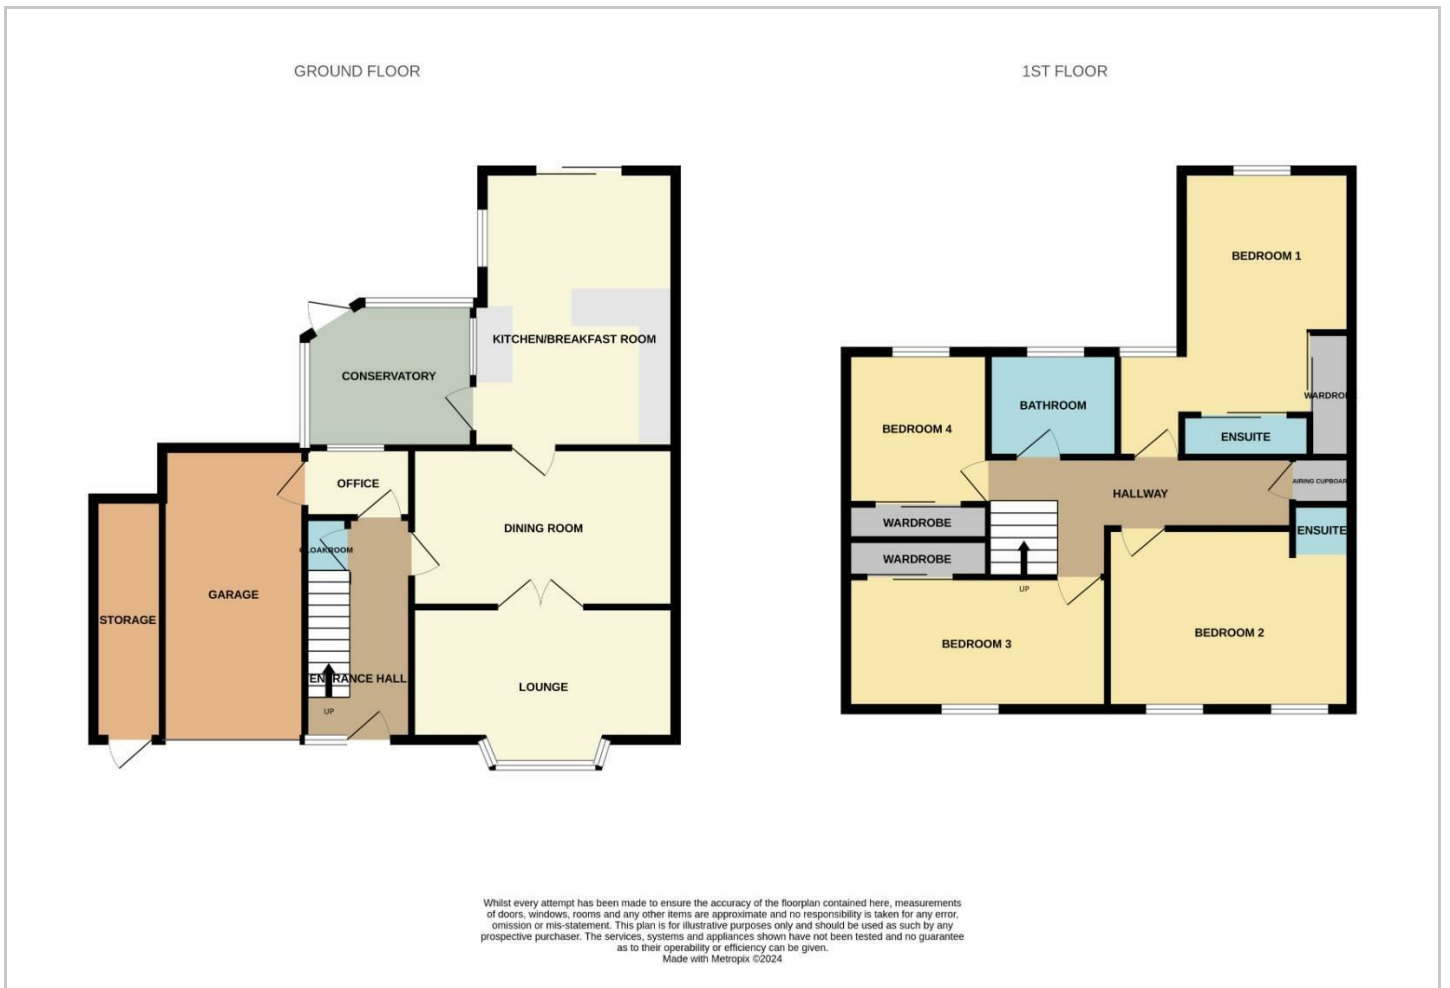 GROUND FLOOR
KITCHEN/BREAKFAST ROOM
CONSERVATORY
OFFICE
DINING ROOM
CLOAKROOM
GARAGE
STORAGE
ENTRANCE HALL
LOUNGE
UP
1ST FLOOR
BEDROOM 1
WARDROBE
BATHROOM
BEDROOM 4
ENSUITE
AIRING CUPBOARD
HALLWAY
WARDROBE
ENSUITE
WARDROBE
UP
BEDROOM 3
BEDROOM 2
Whilst every attempt has been made to ensure the accuracy of the floorplan contained here, measurements
of doors, windows, rooms and any other items are approximate and no responsibility is taken for any error,
omission or mis-statement. This plan is for illustrative purposes only and should be used as such by any
prospective purchaser. The services, systems and appliances shown have not been tested and no guarantee
as to their operability or efficiency can be given.
Made with Metropix ©2024